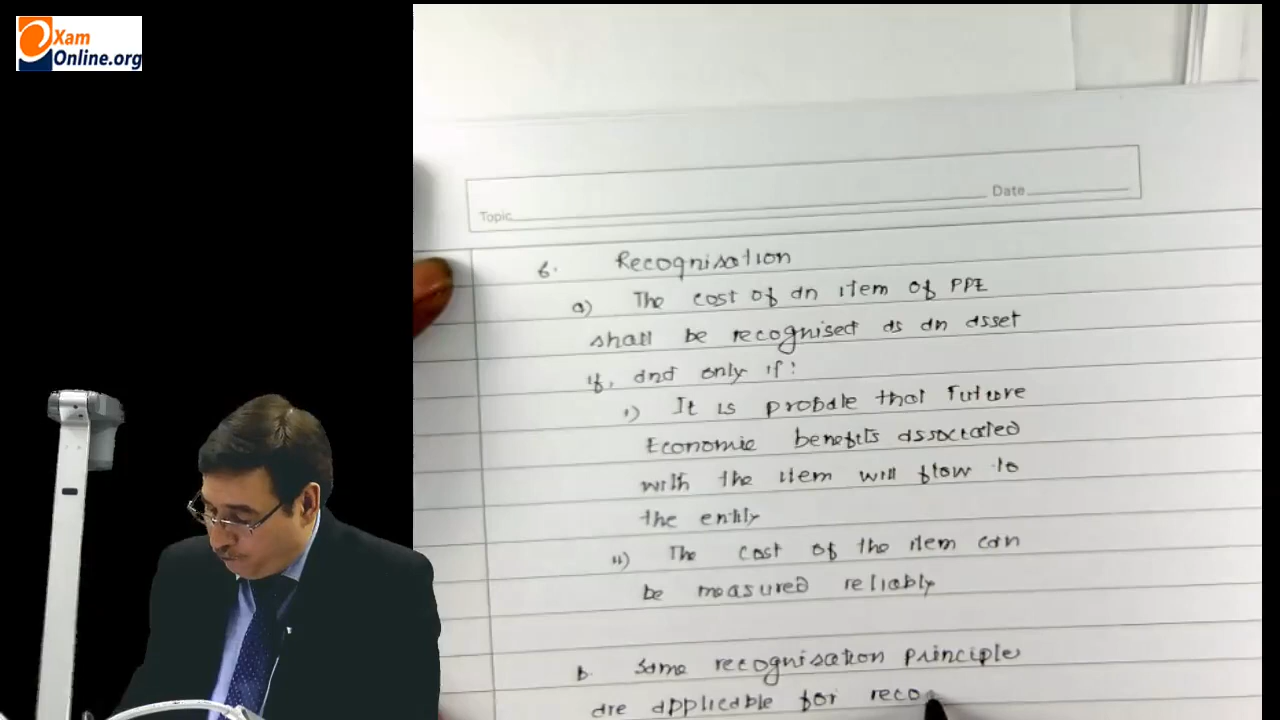 Xam
Online.org
Topic
Date
6. Recognisation
a) The cost of an item of PPE
shall be recognised as an asset
if, and only if:
i) It is probale that Future
Economic benefits associated
with the item will flow to
the entity
ii) The cost of the item can
be measured reliably
b. Same recognisation principle
are applicable for reco